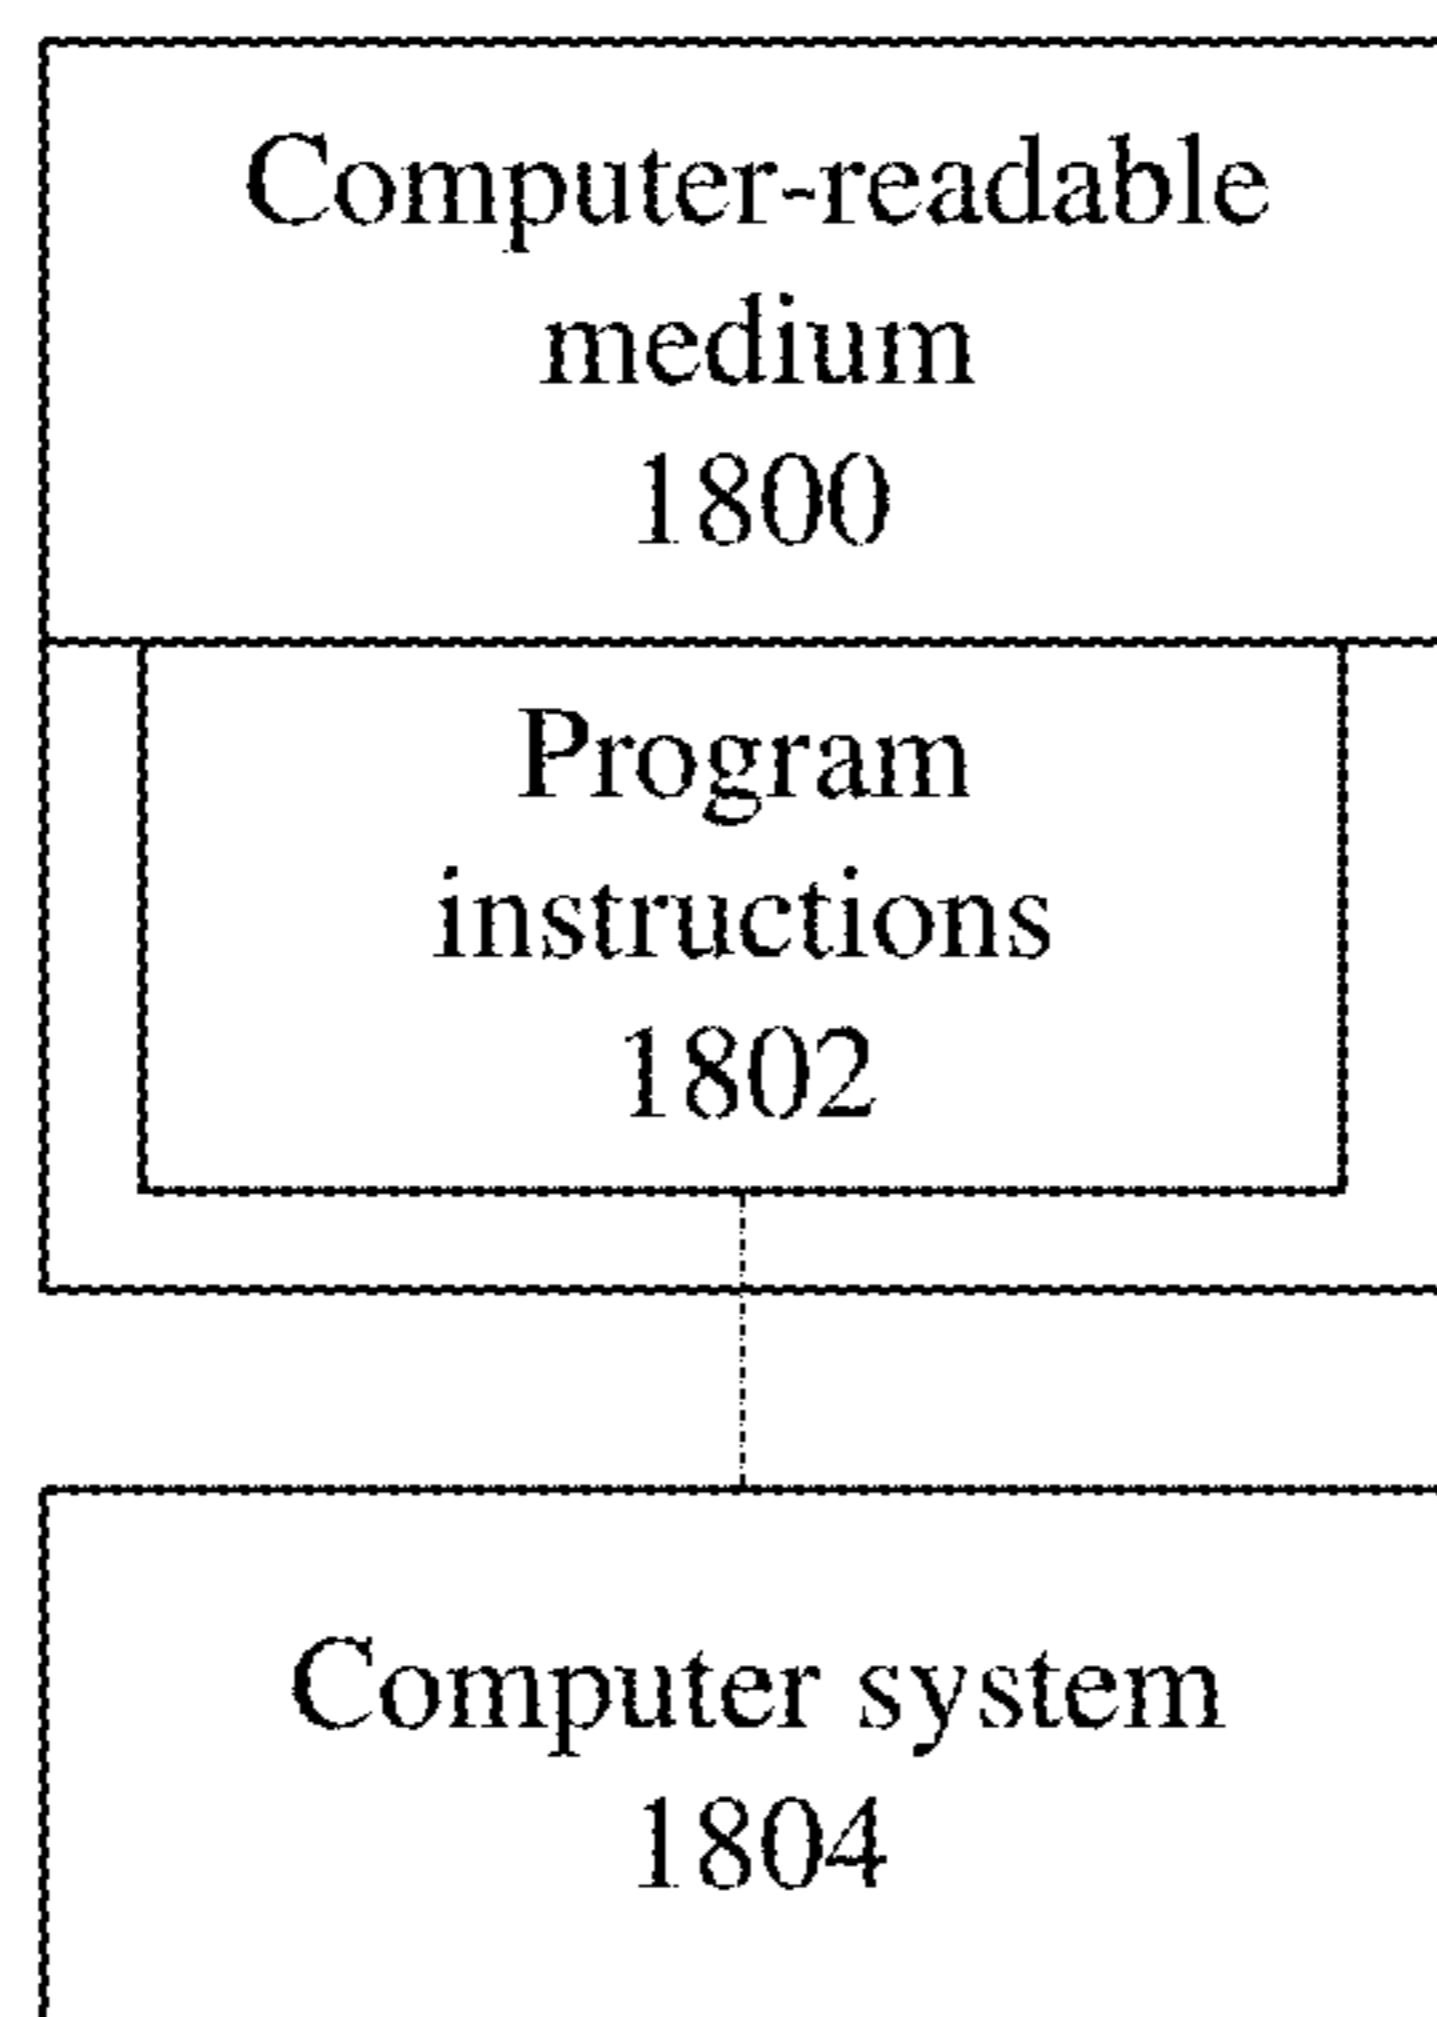 Computer-readable
medium
1800
Program
instructions
1802
Computer system
1804